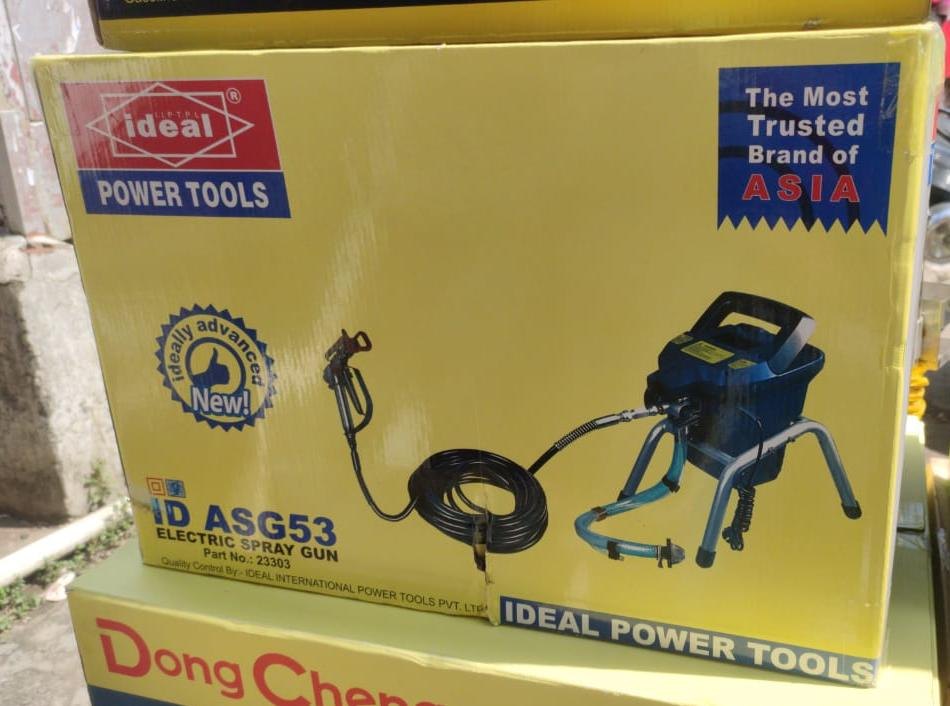 I.I.P.T.P.L
ideal ®
POWER TOOLS
The Most
Trusted
Brand of
ASIA
ideally advanced
New!
ID ASG53
ELECTRIC SPRAY GUN
Part No.: 23303
Quality Control By:- IDEAL INTERNATIONAL POWER TOOLS PVT. LTD
IDEAL POWER TOOLS
Dong Cheng